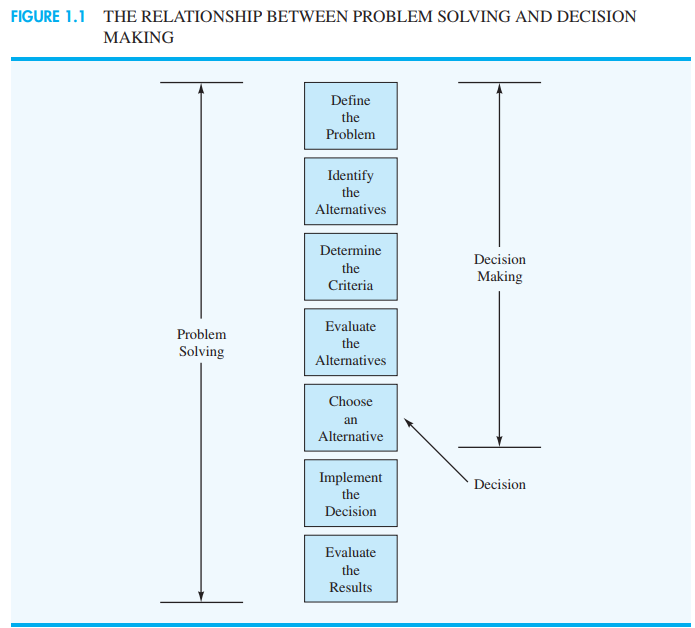 FIGURE 1.1 THE RELATIONSHIP BETWEEN PROBLEM SOLVING AND DECISION
MAKING
Define
the
Problem
Identify
the
Alternatives
Determine
the
Criteria
Evaluate
the
Alternatives
Choose
an
Alternative
Implement
the
Decision
Evaluate
the
Results
Problem
Solving
Decision
Making
Decision